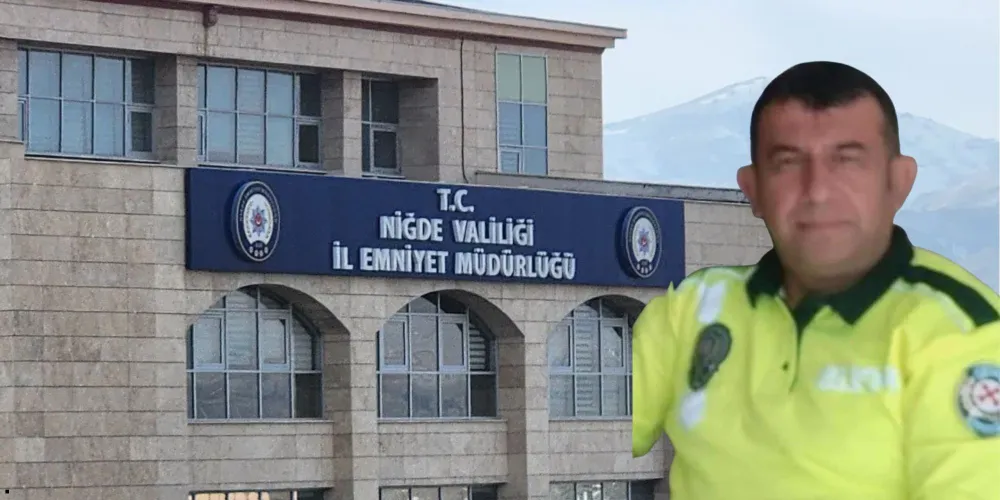 T.C.
NİĞDE VALİLİĞİ
İL EMNİYET MÜDÜRLÜĞÜ